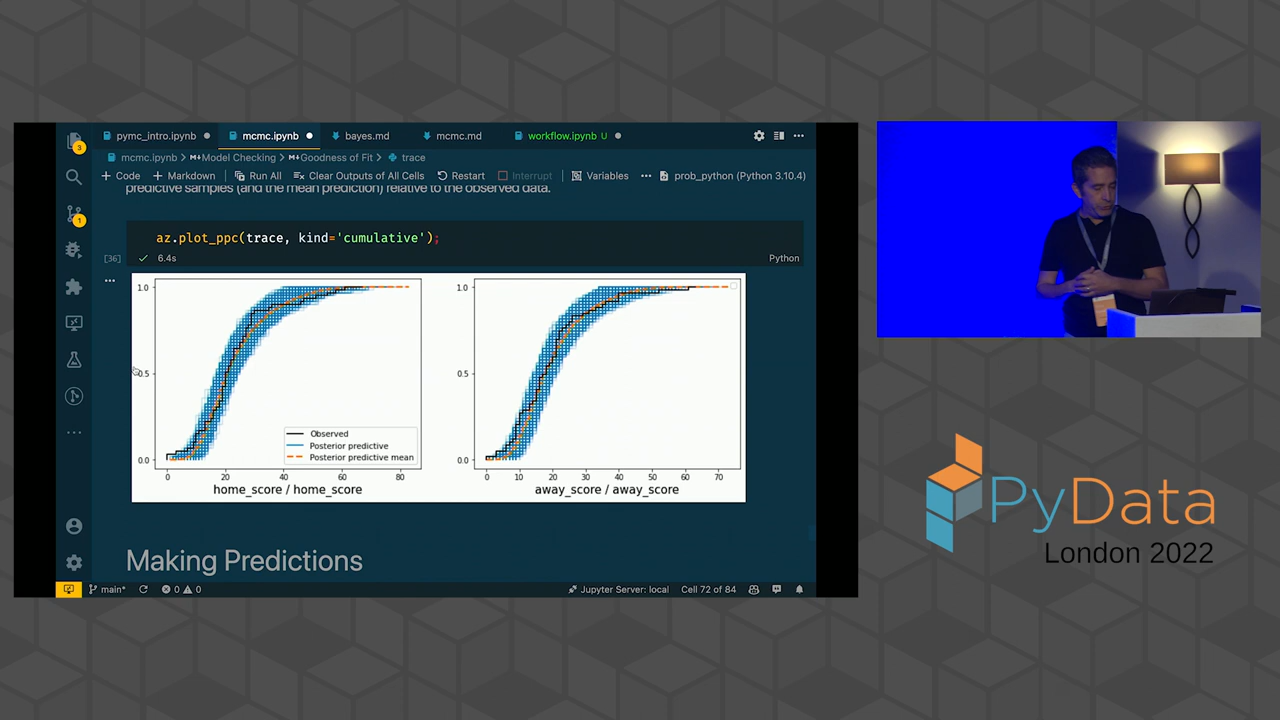 pymc_intro.ipynb
mcmc.ipynb
bayes.md
mcmc.md
workflow.ipynb U
mcmc.ipynb > Model Checking > Goodness of Fit > trace
+ Code + Markdown Run All Clear Outputs of All Cells Restart Interrupt Variables ... prob_python (Python 3.10.4)
predictive samples (and the mean prediction) relative to the observed data.
az.plot_ppc(trace, kind='cumulative');
[36] 6.4s Python
1.0
0.5
0.0
0 20 40 60 80
home_score / home_score
Observed
Posterior predictive
Posterior predictive mean
1.0
0.5
0.0
0 10 20 30 40 50 60 70
away_score / away_score
Making Predictions
main* 0 0 Jupyter Server: local Cell 72 of 84
3
1
PyData
London 2022